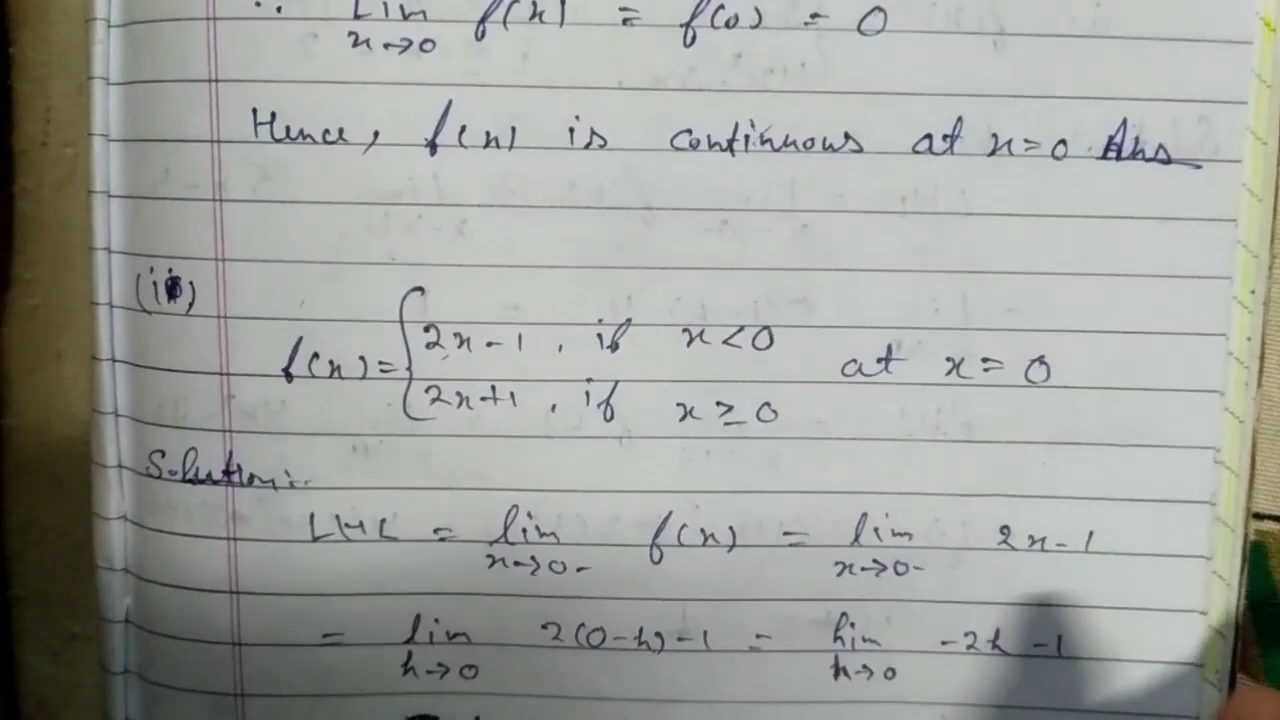 ∴ Lim f(x) = f(0) = 0
x→0
Hence, f(x) is continuous at x=0 Ans
(ii)
f(x)= { 2x-1 , if x<0
2x+1 , if x≥0 at x=0
Solution:-
LHL = lim f(x) = lim 2x-1
x→0- x→0-
= lim 2(0-h)-1 = lim -2h-1
h→0 h→0